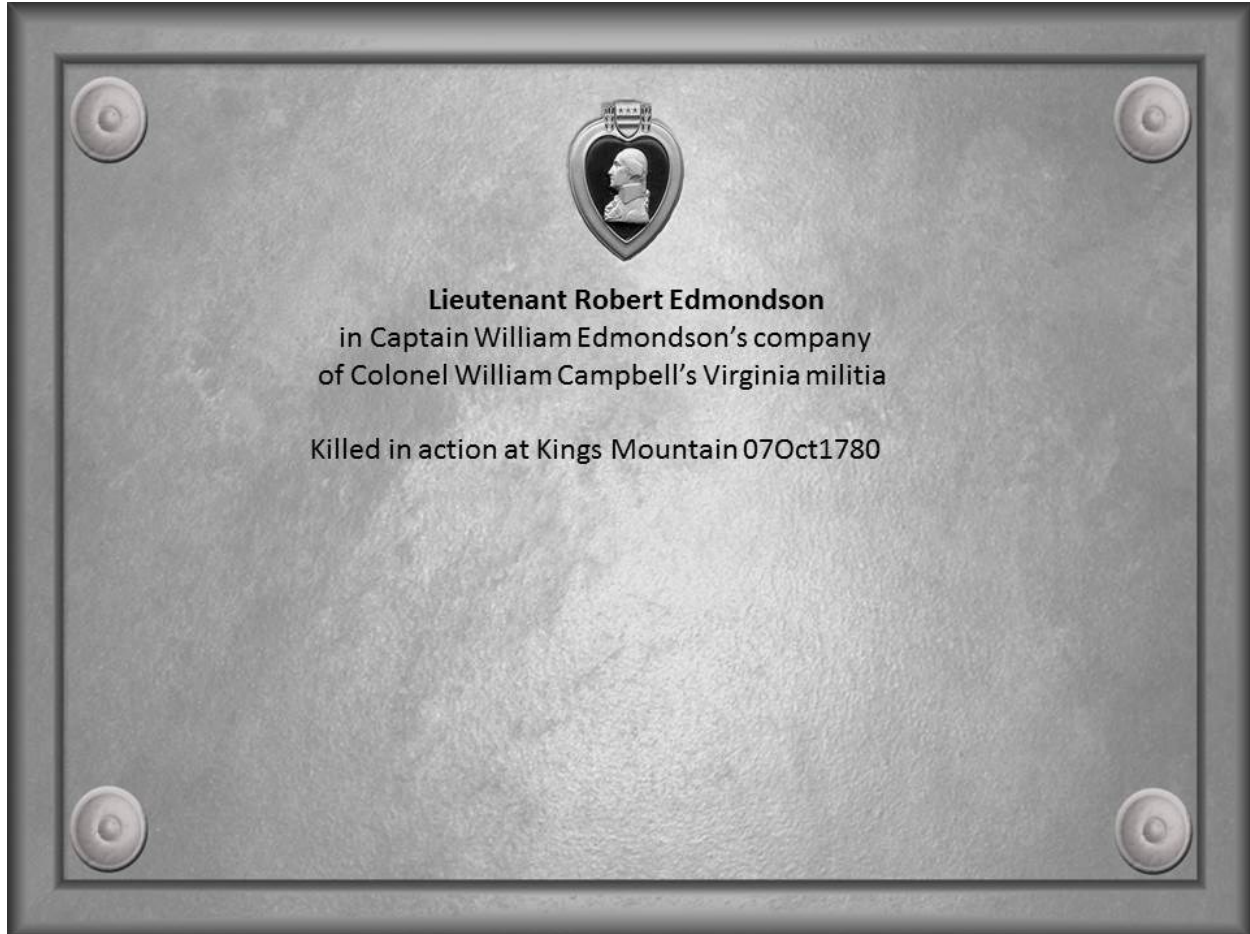 Lieutenant Robert Edmondson
in Captain William Edmondson’s company
of Colonel William Campbell’s Virginia militia
Killed in action at Kings Mountain 07Oct1780